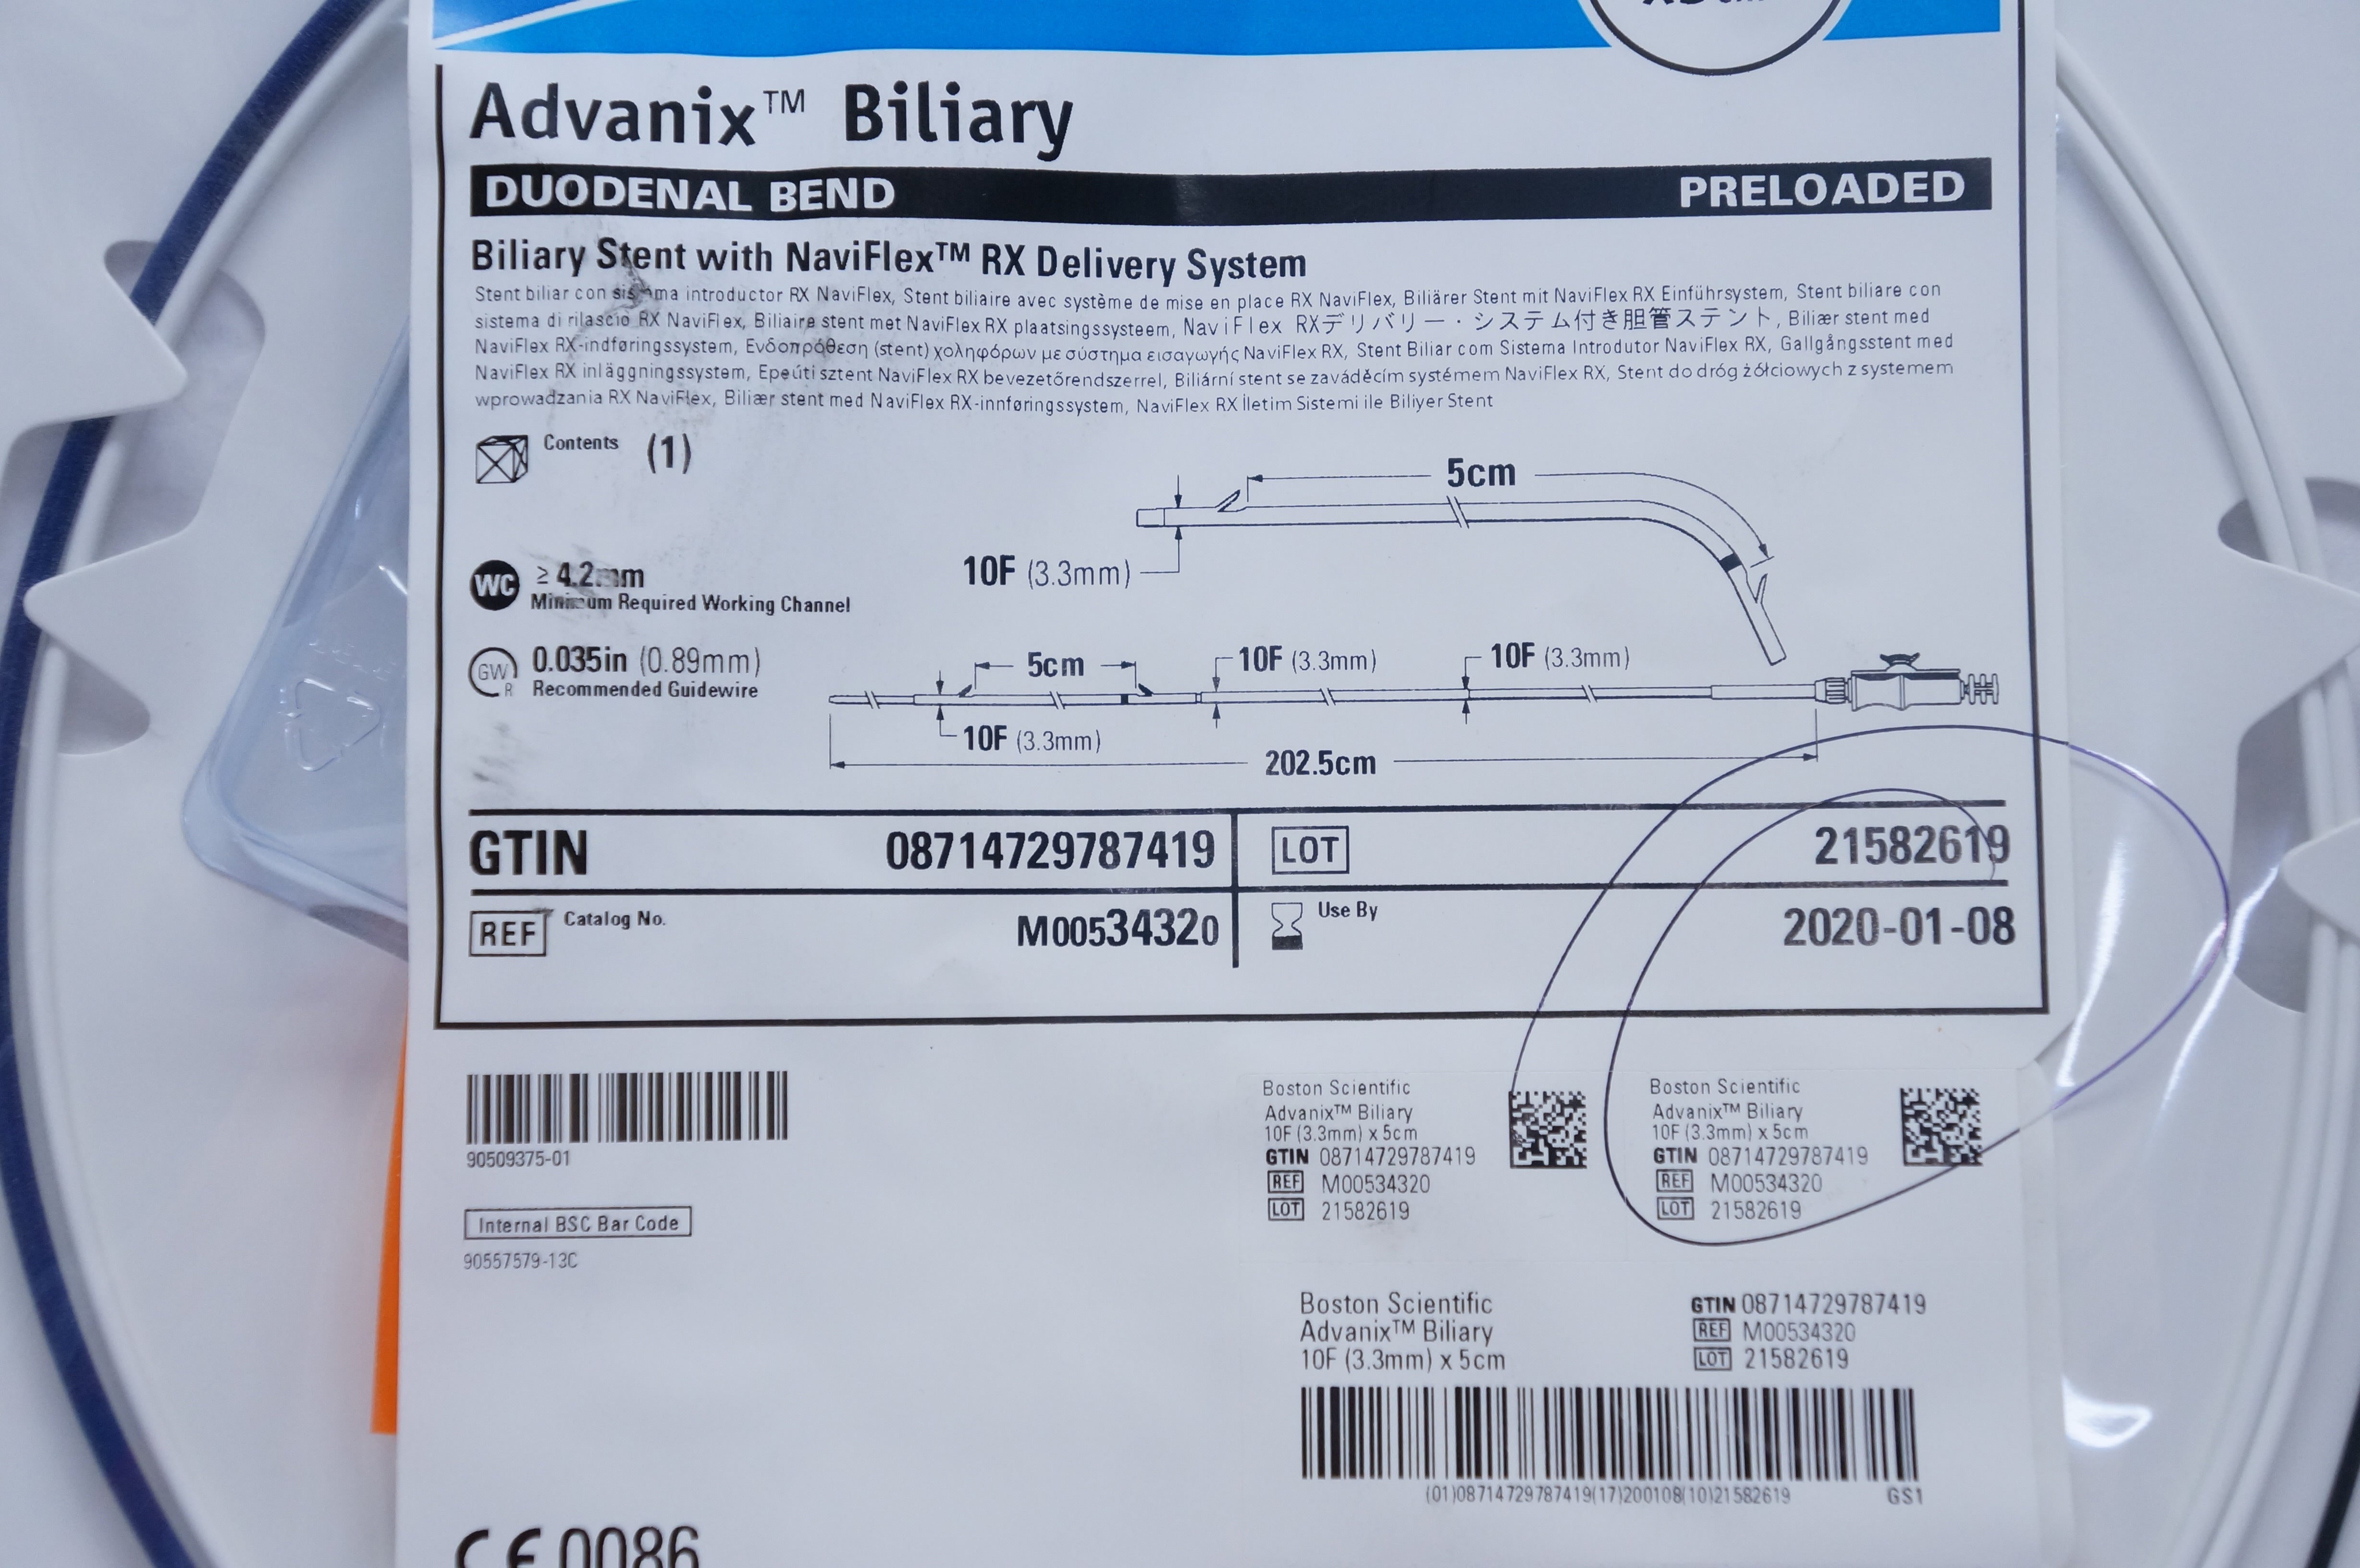 Advanix™ Biliary
DUODENAL BEND PRELOADED
Biliary Stent with NaviFlex™ RX Delivery System
Stent biliar con sistema introductor RX NaviFlex, Stent biliaire avec système de mise en place RX NaviFlex, Biliärer Stent mit NaviFlex RX Einführsystem, Stent biliare con
sistema di rilascio RX NaviFlex, Biliaire stent met NaviFlex RX plaatsingssysteem, NaviFlex RXデリバリー・システム付き胆管ステント, Biliær stent med
NaviFlex RX-indføringssystem, Ενδοπρόθεση (stent) χοληφόρων με σύστημα εισαγωγής NaviFlex RX, Stent Biliar com Sistema Introdutor NaviFlex RX, Gallgångsstent med
NaviFlex RX inläggningssystem, Epeúti sztent NaviFlex RX bevezetőrendszerrel, Biliární stent se zaváděcím systémem NaviFlex RX, Stent do dróg żółciowych z systemem
wprowadzania RX NaviFlex, Biliær stent med NaviFlex RX-innføringssystem, NaviFlex RX İletim Sistemi ile Biliyer Stent
Contents (1)
5cm
10F (3.3mm)
WC ≥ 4.2mm
Minimum Required Working Channel
GW R 0.035in (0.89mm)
Recommended Guidewire
5cm 10F (3.3mm) 10F (3.3mm)
10F (3.3mm)
202.5cm
GTIN 08714729787419 LOT 21582619
REF Catalog No. M00534320 Use By 2020-01-08
90509375-01
Internal BSC Bar Code
90557579-13C
Boston Scientific
Advanix™ Biliary
10F (3.3mm) x 5cm
GTIN 08714729787419
REF M00534320
LOT 21582619
Boston Scientific
Advanix™ Biliary
10F (3.3mm) x 5cm
GTIN 08714729787419
REF M00534320
LOT 21582619
Boston Scientific
Advanix™ Biliary
10F (3.3mm) x 5cm
GTIN 08714729787419
REF M00534320
LOT 21582619
(01)08714729787419(17)200108(10)21582619 GS1
CE 0086